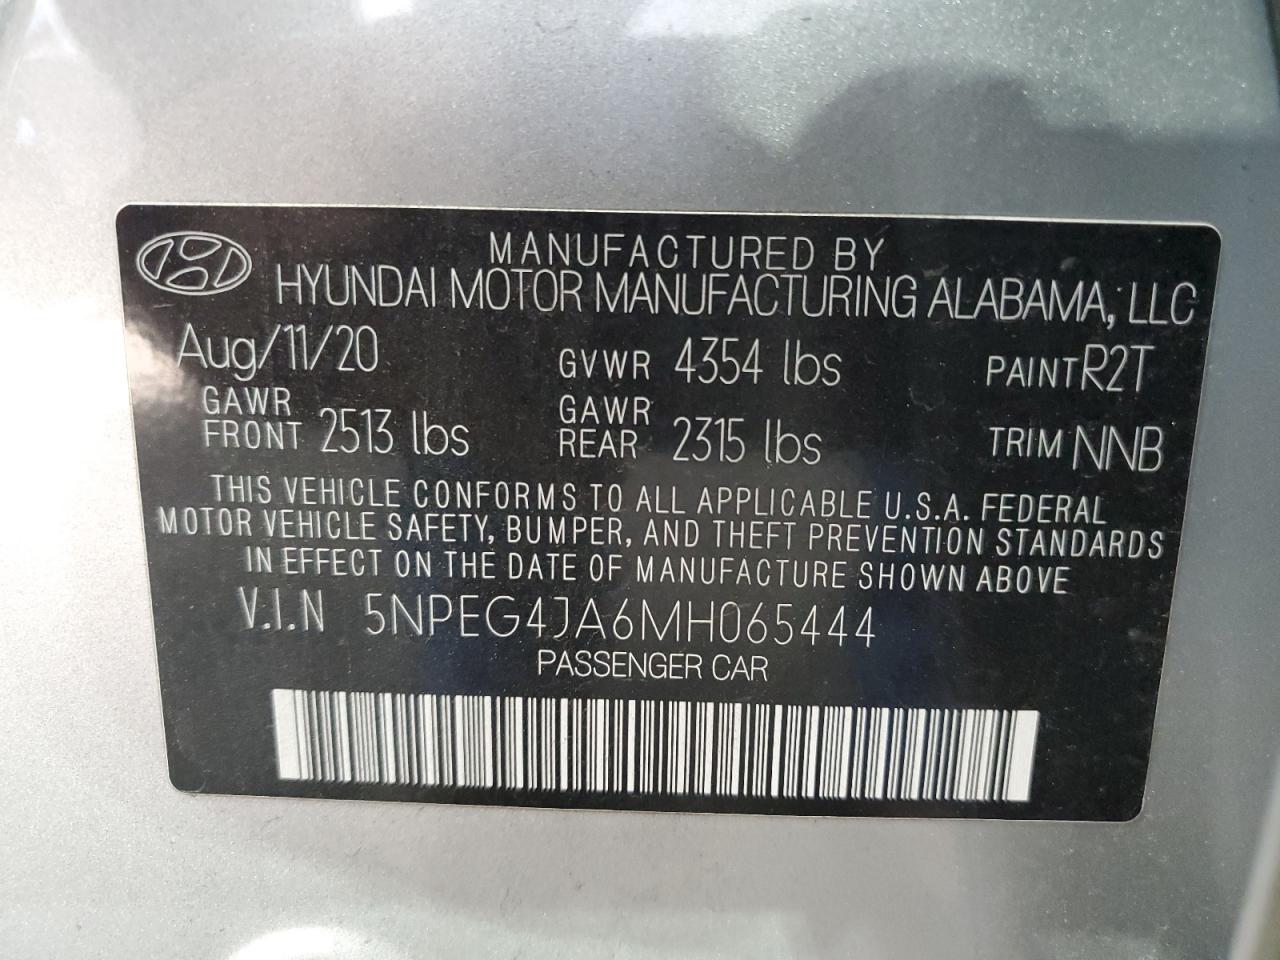 MANUFACTURED BY
HYUNDAI MOTOR MANUFACTURING ALABAMA, LLC
Aug/11/20 GVWR 4354 lbs PAINT R2T
GAWR FRONT 2513 lbs GAWR REAR 2315 lbs TRIM NNB
THIS VEHICLE CONFORMS TO ALL APPLICABLE U.S.A. FEDERAL
MOTOR VEHICLE SAFETY, BUMPER, AND THEFT PREVENTION STANDARDS
IN EFFECT ON THE DATE OF MANUFACTURE SHOWN ABOVE
V.I.N 5NPEG4JA6MH065444
PASSENGER CAR